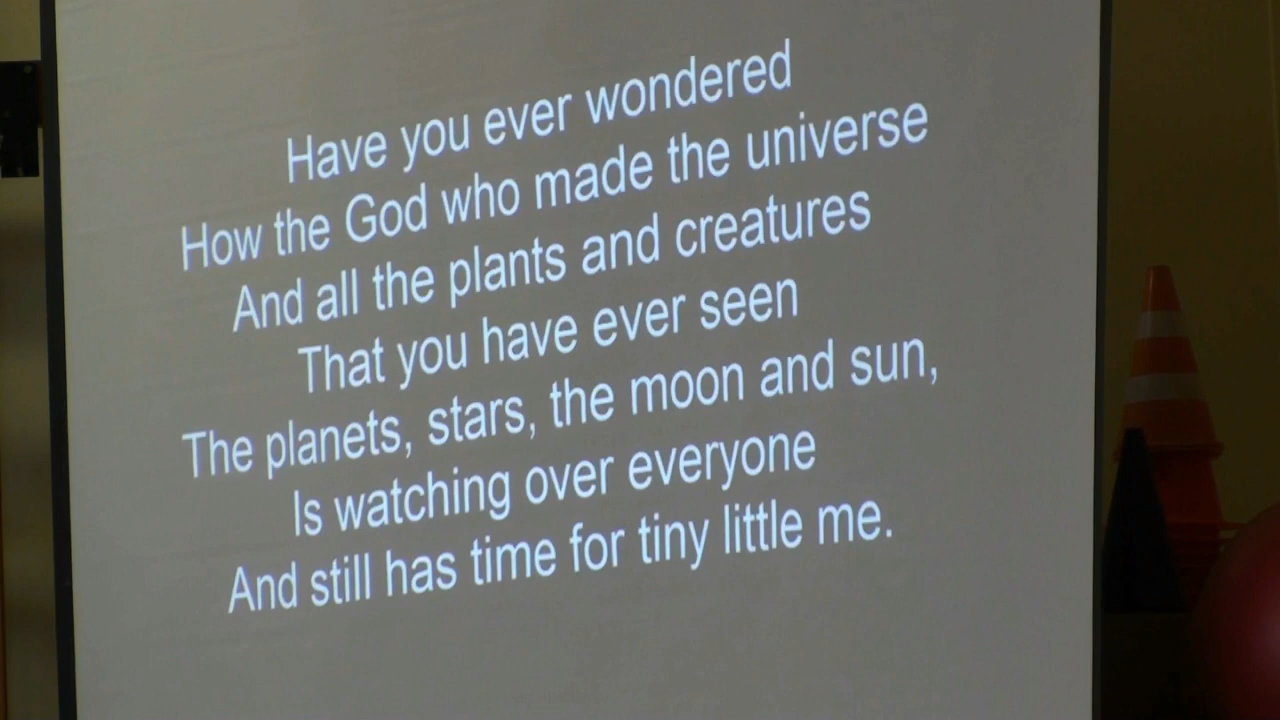 Have you ever wondered
How the God who made the universe
And all the plants and creatures
That you have ever seen
The planets, stars, the moon and sun,
Is watching over everyone
And still has time for tiny little me.